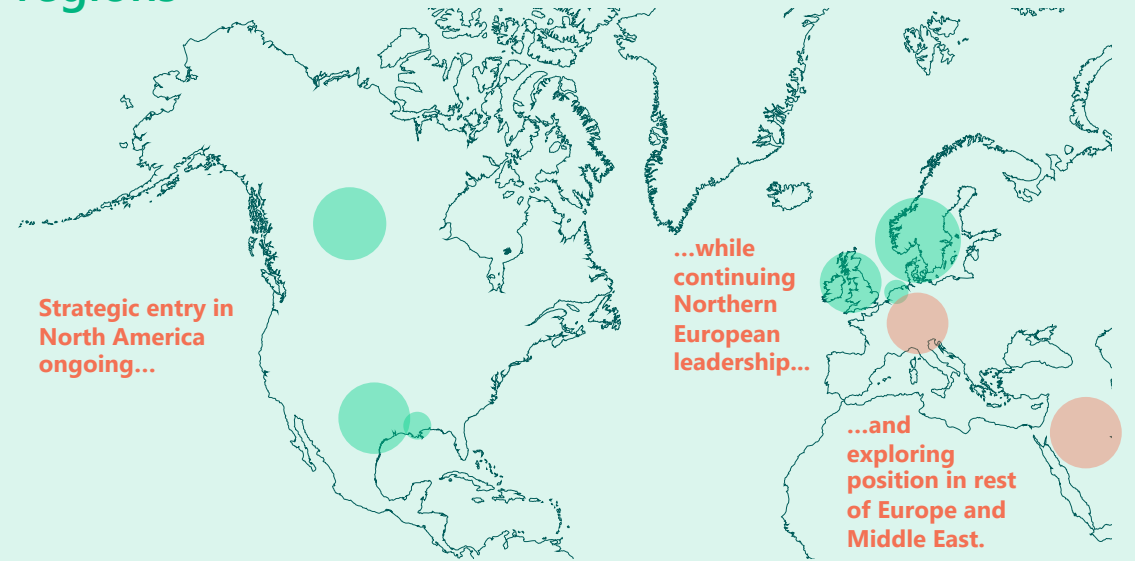 regions
Strategic entry in
North America
ongoing...
...while
continuing
Northern
European
leadership...
...and
exploring
position in rest
of Europe and
Middle East.